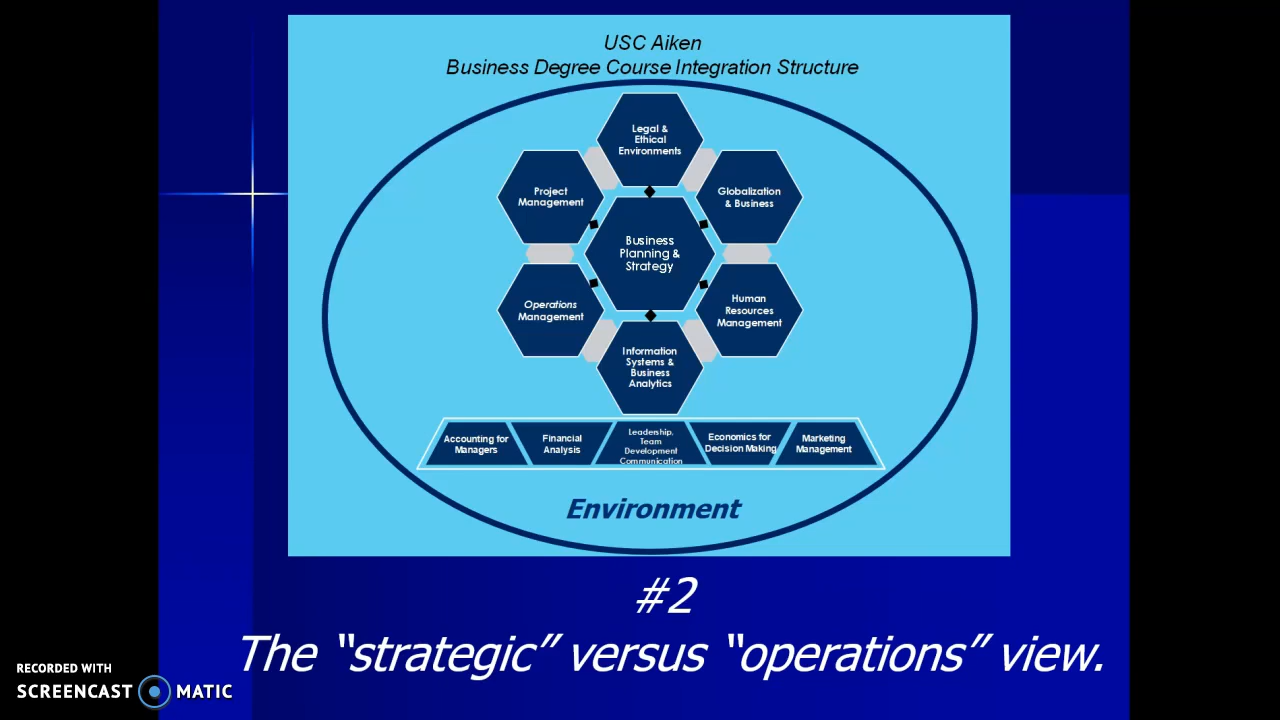 USC Aiken
Business Degree Course Integration Structure
Legal &
Ethical
Environments
Project
Management
Globalization
& Business
Business
Planning &
Strategy
Operations
Management
Human
Resources
Management
Information
Systems &
Business
Analytics
Accounting for
Managers
Financial
Analysis
Leadership,
Team
Development
Communication
Economics for
Decision Making
Marketing
Management
Environment
#2
The “strategic” versus “operations” view.
RECORDED WITH
SCREENCAST MATIC